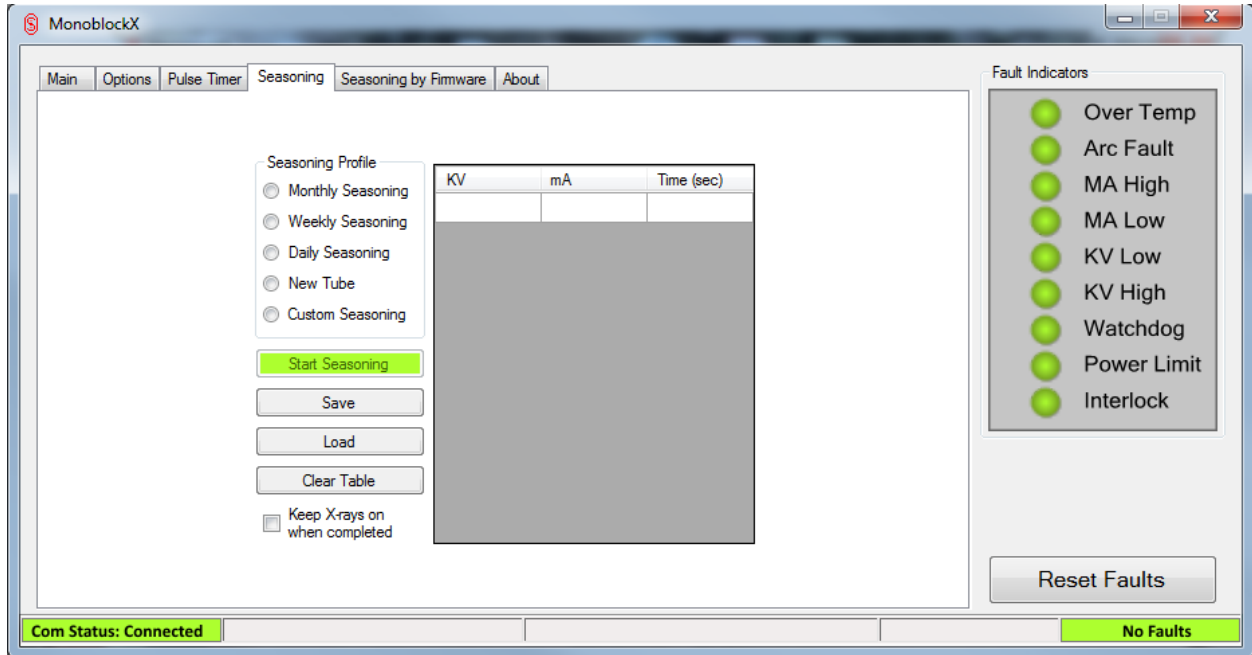 MonoblockX
Main Options Pulse Timer Seasoning Seasoning by Firmware About
Seasoning Profile
Monthly Seasoning
Weekly Seasoning
Daily Seasoning
New Tube
Custom Seasoning
Start Seasoning
Save
Load
Clear Table
Keep X-rays on
when completed
KV mA Time (sec)
Fault Indicators
Over Temp
Arc Fault
MA High
MA Low
KV Low
KV High
Watchdog
Power Limit
Interlock
Reset Faults
Com Status: Connected
No Faults